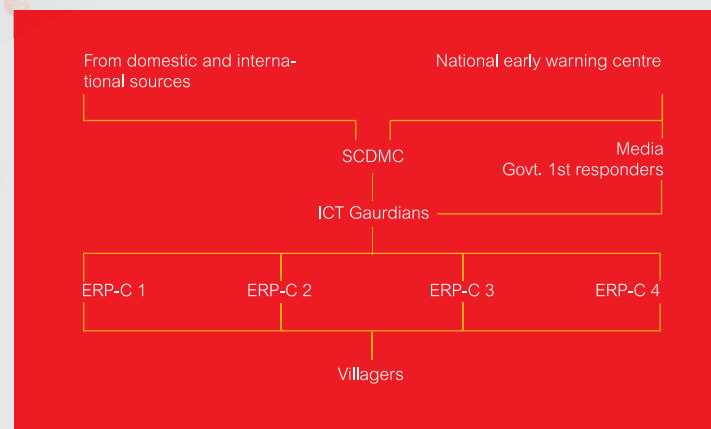 From domestic and interna-
tional sources
National early warning centre
SCDMC
Media
Govt. 1st responders
ICT Gaurdians
ERP-C 1
ERP-C 2
ERP-C 3
ERP-C 4
Villagers